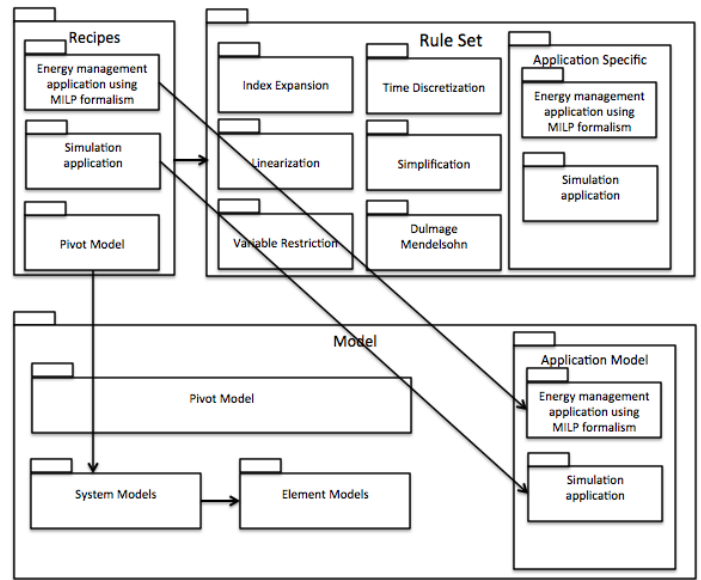 Recipes
Energy management
application using
MILP formalism
Simulation
application
Pivot Model
Rule Set
Index Expansion
Time Discretization
Linearization
Simplification
Variable Restriction
Dulmage
Mendelsohn
Application Specific
Energy management
application using
MILP formalism
Simulation
application
Model
Pivot Model
System Models
Element Models
Application Model
Energy management
application using
MILP formalism
Simulation
application